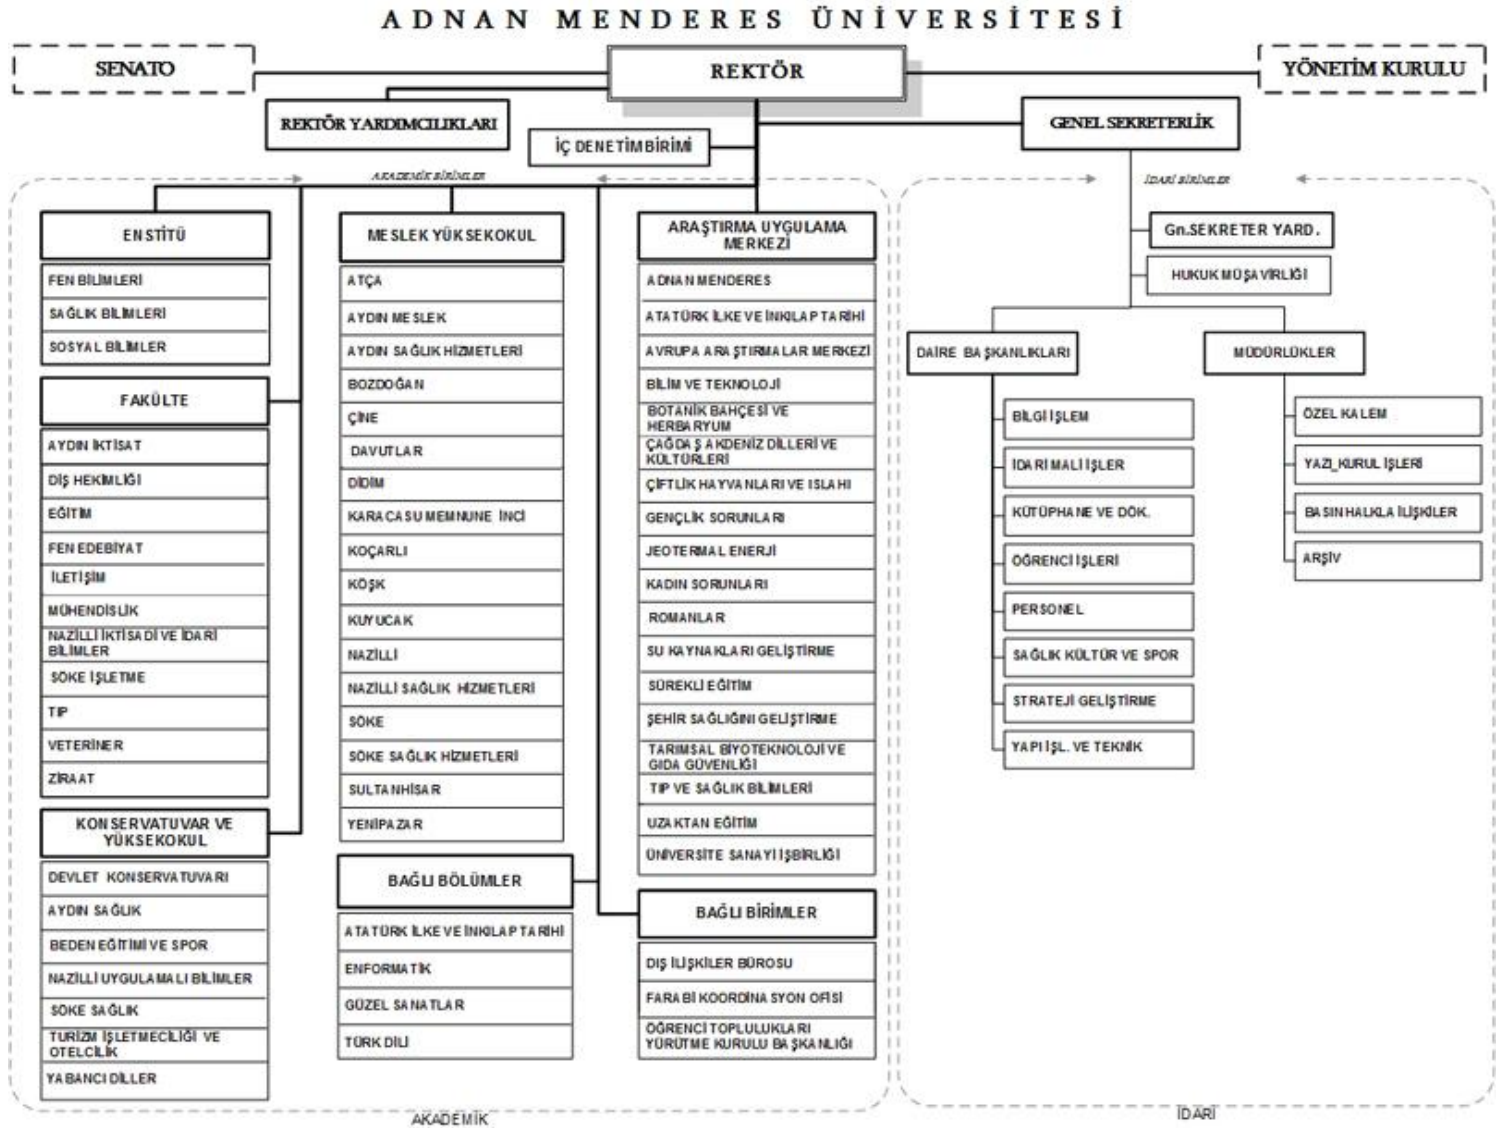 ADNAN MENDERES ÜNİVERSİTESİ
SENATO
REKTÖR
YÖNETİM KURULU
REKTÖR YARDIMCILIKLARI
GENEL SEKRETERLİK
İÇ DENETİM BİRİMİ
AKADEMİK BİRİMLER
İDARİ BİRİMLER
ENSTİTÜ
FEN BİLİMLERİ
SAĞLIK BİLİMLERİ
SOSYAL BİLİMLER
FAKÜLTE
AYDIN İKTİSAT
DİŞ HEKİMLİĞİ
EĞİTİM
FEN EDEBİYAT
İLETİŞİM
MÜHENDİSLİK
NAZİLLİ İKTİSADİ VE İDARİ
BİLİMLER
SÖKE İŞLETME
TIP
VETERİNER
ZİRAAT
KONSERVATUVAR VE
YÜKSEKOKUL
DEVLET KONSERVATUVARI
AYDIN SAĞLIK
BEDEN EĞİTİMİ VE SPOR
NAZİLLİ UYGULAMALI BİLİMLER
SÖKE SAĞLIK
TURİZM İŞLETMECİLİĞİ VE
OTELCİLİK
YABANCI DİLLER
MESLEK YÜKSEKOKUL
ATÇA
AYDIN MESLEK
AYDIN SAĞLIK HİZMETLERİ
BOZDOĞAN
ÇİNE
DAVUTLAR
DİDİM
KARACASU MEMNUNE İNCİ
KOÇARLI
KÖŞK
KUYUCAK
NAZİLLİ
NAZİLLİ SAĞLIK HİZMETLERİ
SÖKE
SÖKE SAĞLIK HİZMETLERİ
SULTANHİSAR
YENİPAZAR
BAĞLI BÖLÜMLER
ATATÜRK İLKE VE İNKILAP TARİHİ
ENFORMATİK
GÜZEL SANATLAR
TÜRK DİLİ
ARAŞTIRMA UYGULAMA
MERKEZİ
ADNAN MENDERES
ATATÜRK İLKE VE İNKILAP TARİHİ
AVRUPA ARAŞTIRMALAR MERKEZİ
BİLİM VE TEKNOLOJİ
BOTANİK BAHÇESİ VE
HERBARYUM
ÇAĞDAŞ AKDENİZ DİLLERİ VE
KÜLTÜRLERİ
ÇİFTLİK HAYVANLARI VE ISLAHI
GENÇLİK SORUNLARI
JEOTERMAL ENERJİ
KADIN SORUNLARI
ROMANLAR
SU KAYNAKLARI GELİŞTİRME
SÜREKLİ EĞİTİM
ŞEHİR SAĞLIĞINI GELİŞTİRME
TARIMSAL BİYOTEKNOLOJİ VE
GIDA GÜVENLİĞİ
TIP VE SAĞLIK BİLİMLERİ
UZAKTAN EĞİTİM
ÜNİVERSİTE SANAYİ İŞBİRLİĞİ
BAĞLI BİRİMLER
DIŞ İLİŞKİLER BÜROSU
FARABİ KOORDİNASYON OFİSİ
ÖĞRENCİ TOPLULUKLARI
YÜRÜTME KURULU BAŞKANLIĞI
Gn.SEKRETER YARD.
HUKUK MÜŞAVİRLİĞİ
DAİRE BAŞKANLIKLARI
BİLGİ İŞLEM
İDARİ MALİ İŞLER
KÜTÜPHANE VE DÖK.
ÖĞRENCİ İŞLERİ
PERSONEL
SAĞLIK KÜLTÜR VE SPOR
STRATEJİ GELİŞTİRME
YAPI İŞL. VE TEKNİK
MÜDÜRLÜKLER
ÖZEL KALEM
YAZI_KURUL İŞLERİ
BASIN HALKLA İLİŞKİLER
ARŞİV
AKADEMİK
İDARİ